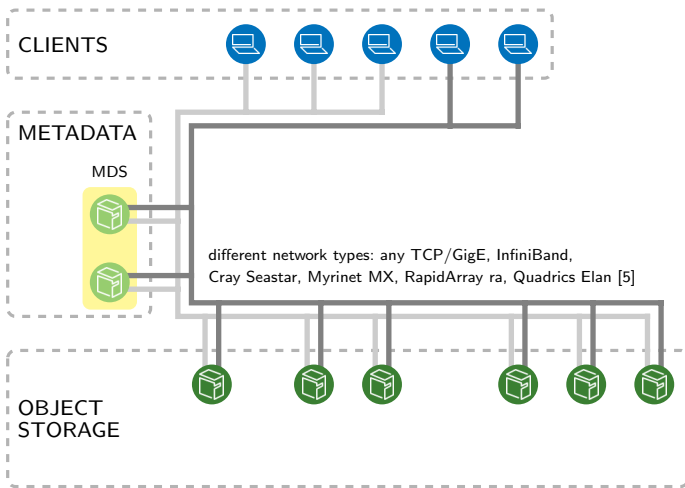 CLIENTS
METADATA
MDS
different network types: any TCP/GigE, InfiniBand,
Cray Seastar, Myrinet MX, RapidArray ra, Quadrics Elan [5]
OBJECT
STORAGE